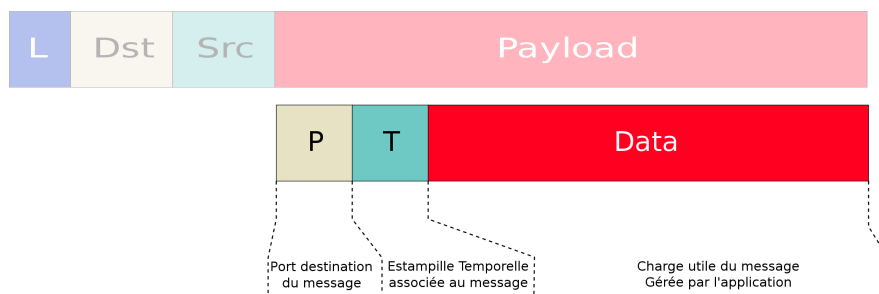 L Dst Src Payload
P T Data
Port destination
du message
Estampille Temporelle
associée au message
Charge utile du message
Gérée par l'application